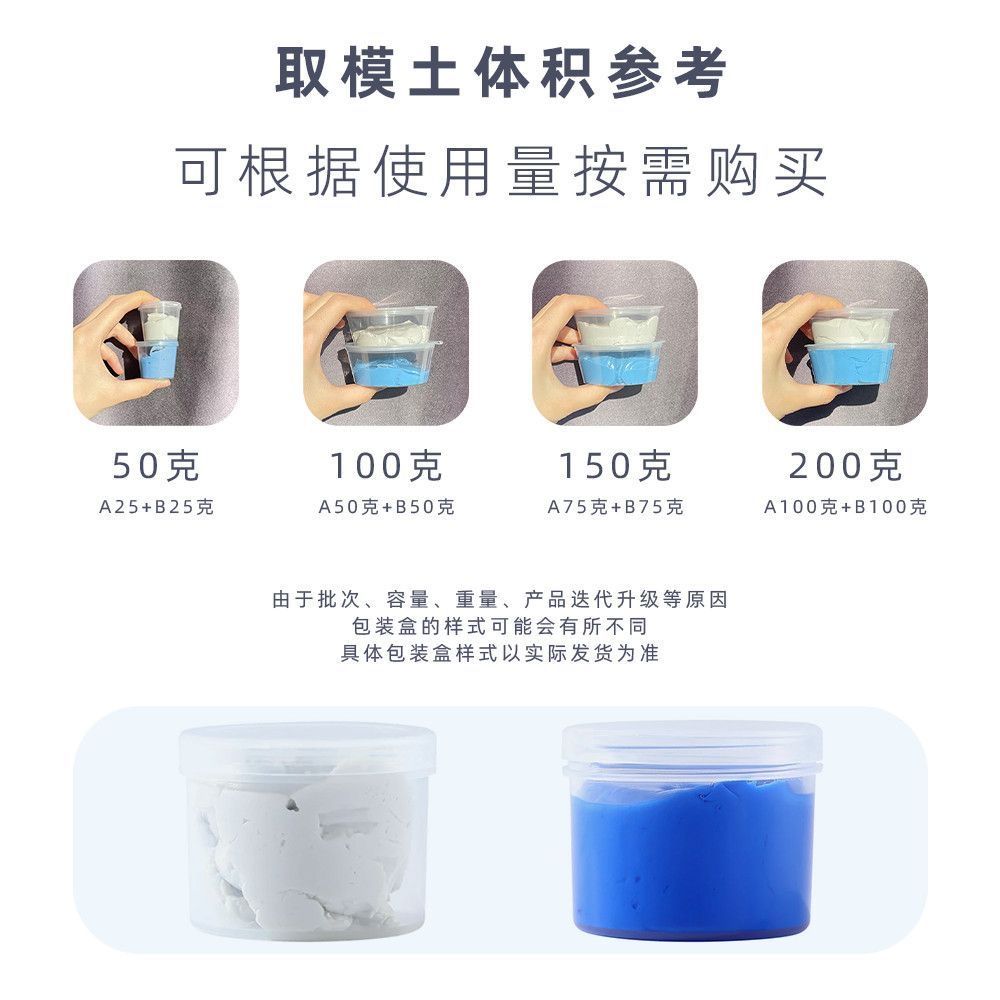 取模土体积参考
可根据使用量按需购买
50克
A25+B25克
100克
A50克+B50克
150克
A75克+B75克
200克
A100克+B100克
由于批次、容量、重量、产品迭代升级等原因
包装盒的样式可能会有所不同
具体包装盒样式以实际发货为准